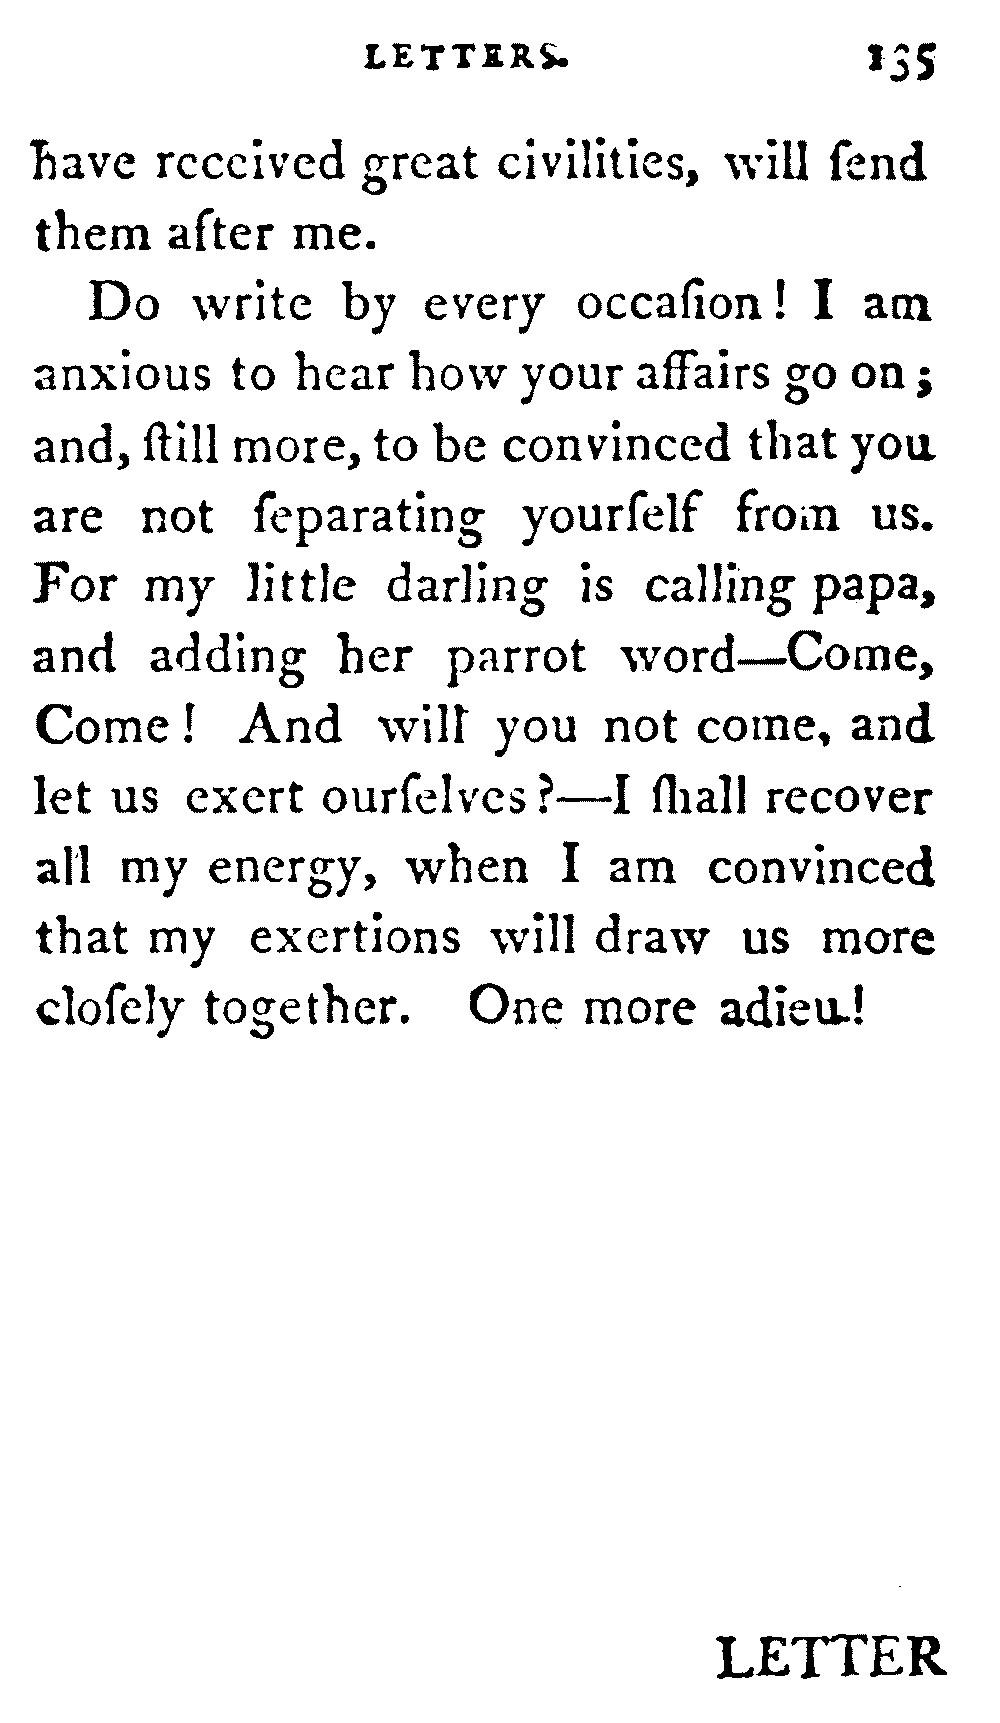 LETTERS. 135
have received great civilities, will ſend
them after me.
Do write by every occaſion! I am
anxious to hear how your affairs go on;
and, ſtill more, to be convinced that you
are not ſeparating yourſelf from us.
For my little darling is calling papa,
and adding her parrot word—Come,
Come! And will you not come, and
let us exert ourſelves?—I ſhall recover
all my energy, when I am convinced
that my exertions will draw us more
cloſely together. One more adieu!
LETTER